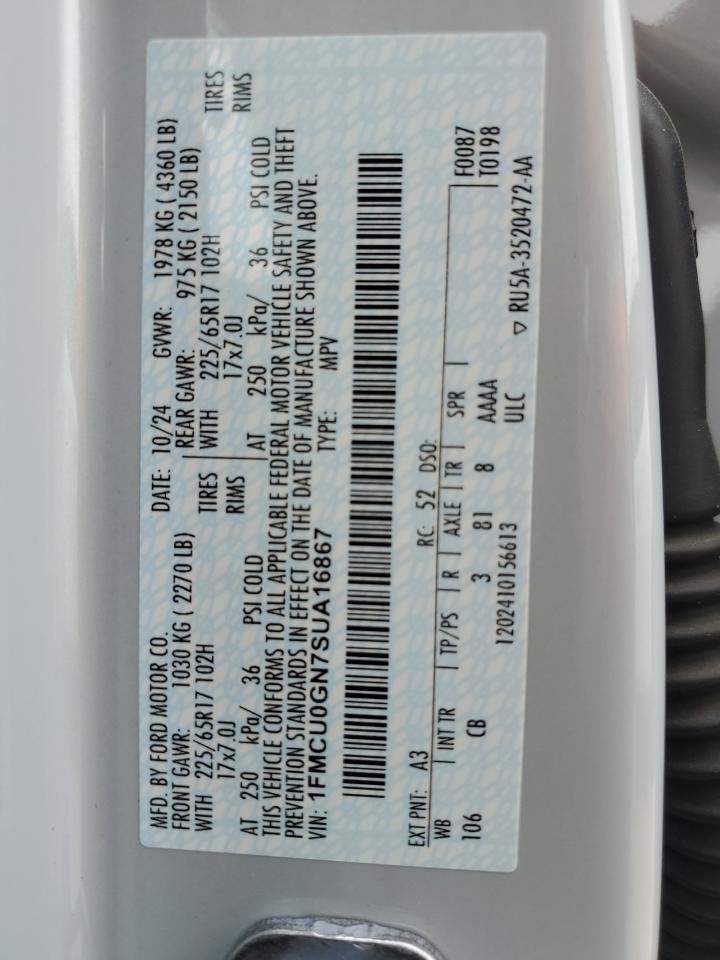 MFD. BY FORD MOTOR CO. DATE: 10/24 GVWR: 1978 KG ( 4360 LB)
FRONT GAWR: 1030 KG ( 2270 LB) REAR GAWR: 975 KG ( 2150 LB)
WITH 225/65R17 102H TIRES WITH 225/65R17 102H TIRES
17x7.0J RIMS 17x7.0J RIMS
AT 250 kPa/ 36 PSI COLD AT 250 kPa/ 36 PSI COLD
THIS VEHICLE CONFORMS TO ALL APPLICABLE FEDERAL MOTOR VEHICLE SAFETY AND THEFT
PREVENTION STANDARDS IN EFFECT ON THE DATE OF MANUFACTURE SHOWN ABOVE.
VIN: 1FMCU0GN7SUA16867 TYPE: MPV
EXT PNT: A3 RC: 52 DSO: F0087
WB INT TR TP/PS R AXLE TR SPR T0198
106 CB 3 81 8 AAAA
1202410156613 ULC ▽ RU5A-3520472-AA